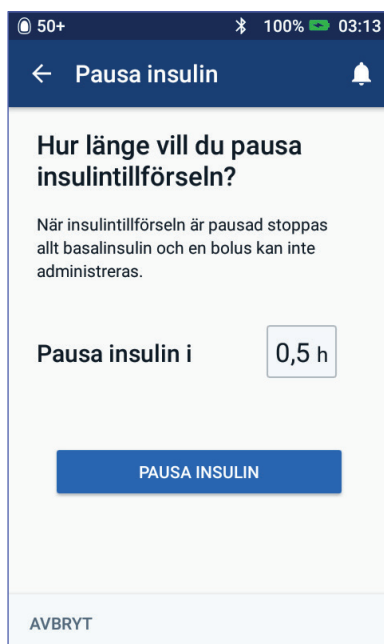 50+ 100% 03:13
Pausa insulin
Hur länge vill du pausa
insulintillförseln?
När insulintillförseln är pausad stoppas
allt basalinsulin och en bolus kan inte
administreras.
Pausa insulin i 0,5 h
PAUSA INSULIN
AVBRYT